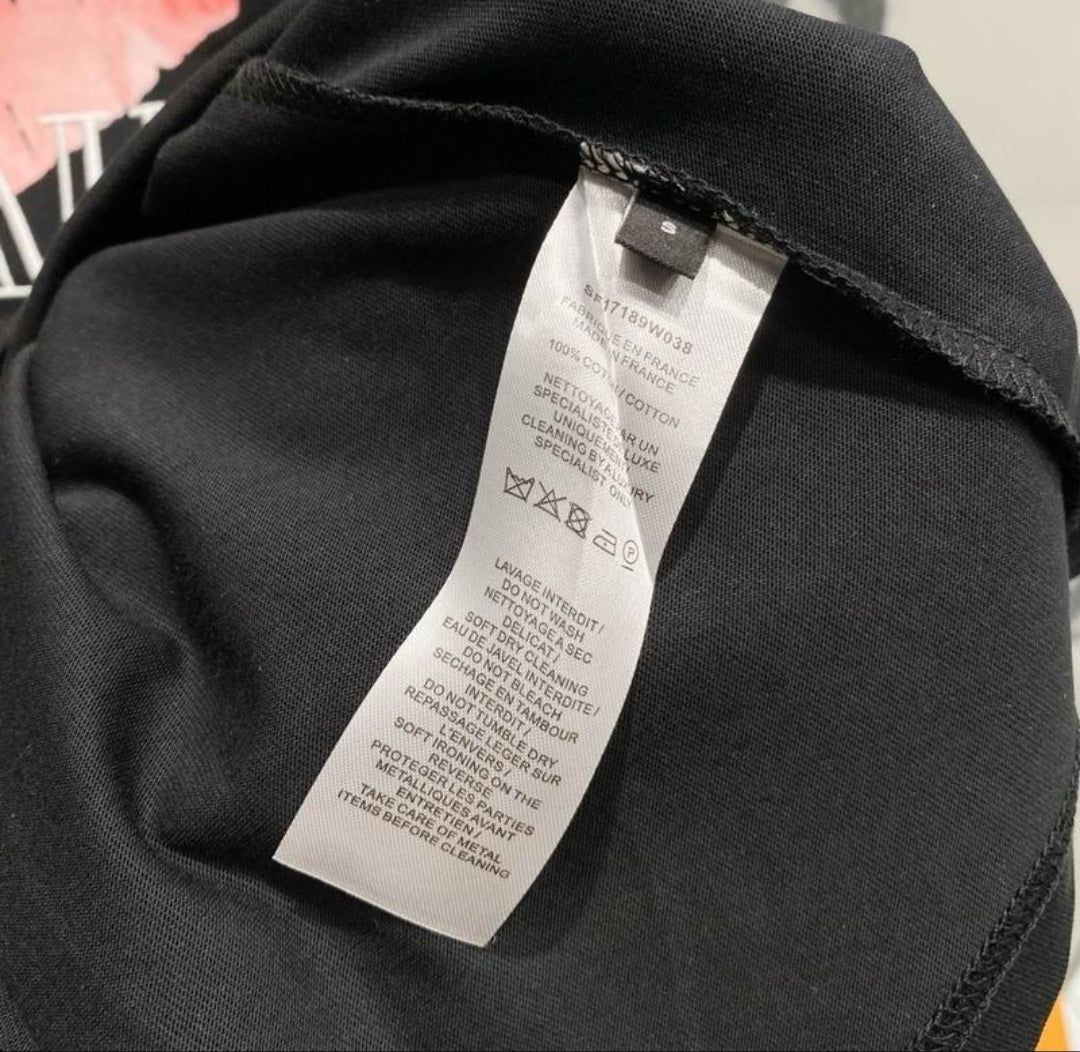 S
SF17189W038
FABRIQUE EN FRANCE
MADE IN FRANCE
100% COTON / COTTON
NETTOYAGE PAR UN
SPECIALISTE
UNIQUEMENT LUXE
CLEANING BY A LUXURY
SPECIALIST ONLY
P
LAVAGE INTERDIT /
DO NOT WASH
NETTOYAGE A SEC
DELICAT /
SOFT DRY CLEANING
EAU DE JAVEL INTERDITE /
DO NOT BLEACH
SECHAGE EN TAMBOUR
INTERDIT /
DO NOT TUMBLE DRY
REPASSAGE LEGER SUR
L'ENVERS /
SOFT IRONING ON THE
REVERSE
PROTEGER LES PARTIES
METALLIQUES AVANT
ENTRETIEN /
TAKE CARE OF METAL
ITEMS BEFORE CLEANING